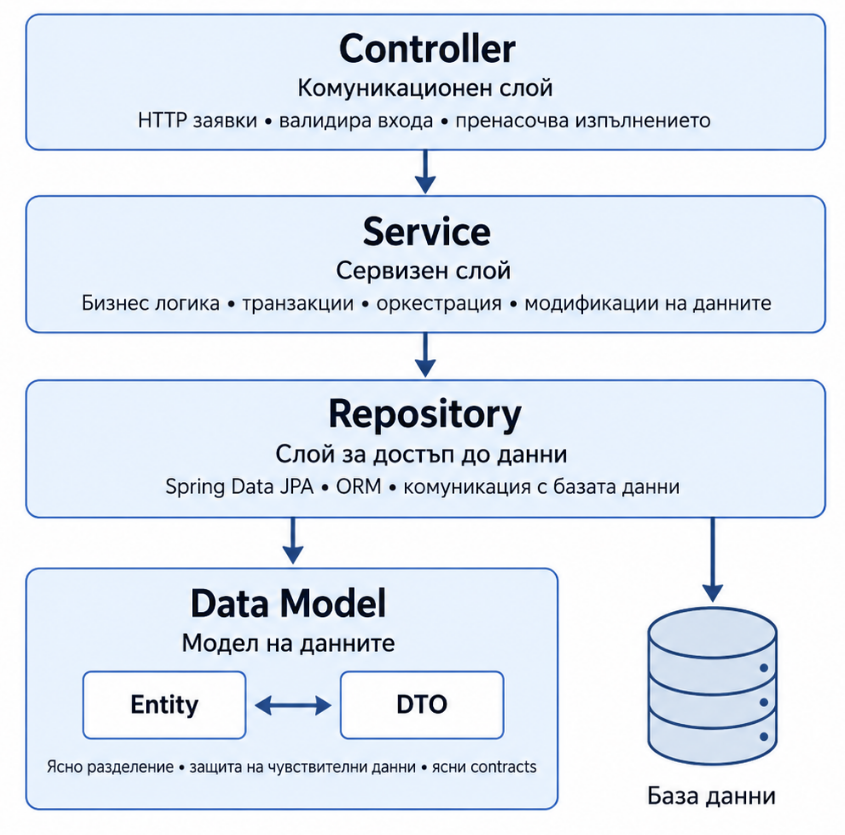 Controller
Комуникационен слой
HTTP заявки • валидира входа • пренасочва изпълнението
Service
Сервизен слой
Бизнес логика • транзакции • оркестрация • модификации на данните
Repository
Слой за достъп до данни
Spring Data JPA • ORM • комуникация с базата данни
Data Model
Модел на данните
Entity
DTO
Ясно разделение • защита на чувствителни данни • ясни contracts
База данни